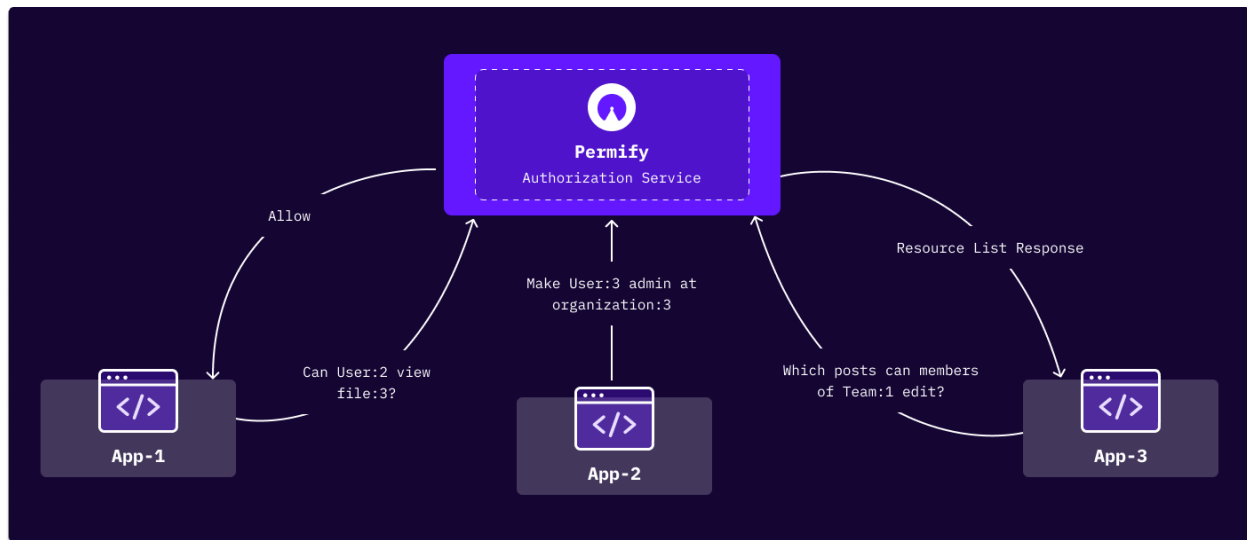 Permify
Authorization Service
Allow
Resource List Response
Make User:3 admin at
organization:3
Can User:2 view
file:3?
Which posts can members
of Team:1 edit?
</>
App-1
</>
App-2
</>
App-3